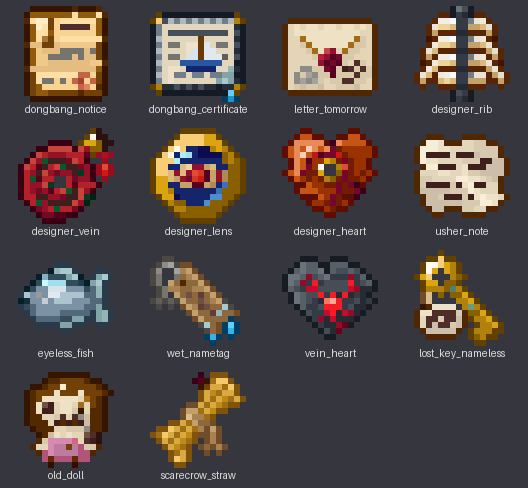 dongbang_notice
dongbang_certificate
letter_tomorrow
designer_rib
designer_vein
designer_lens
designer_heart
usher_note
eyeless_fish
wet_nametag
vein_heart
lost_key_nameless
old_doll
scarecrow_straw